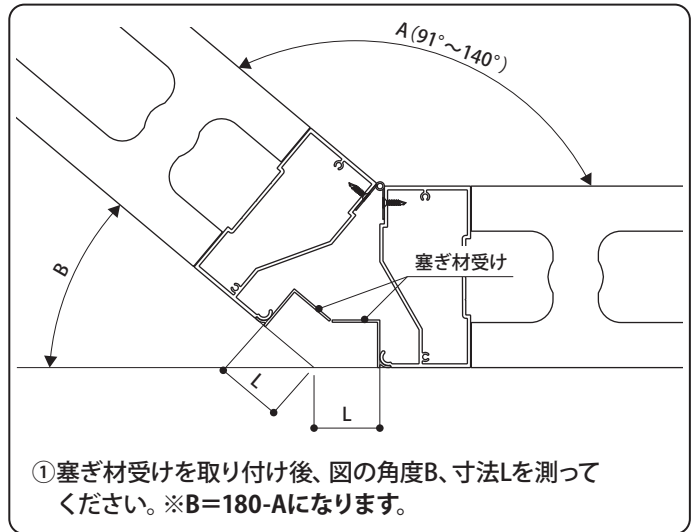 A(91°～140°)
B
塞ぎ材受け
L
L
①塞ぎ材受けを取り付け後、図の角度B、寸法Lを測って
ください。※B＝180-Aになります。